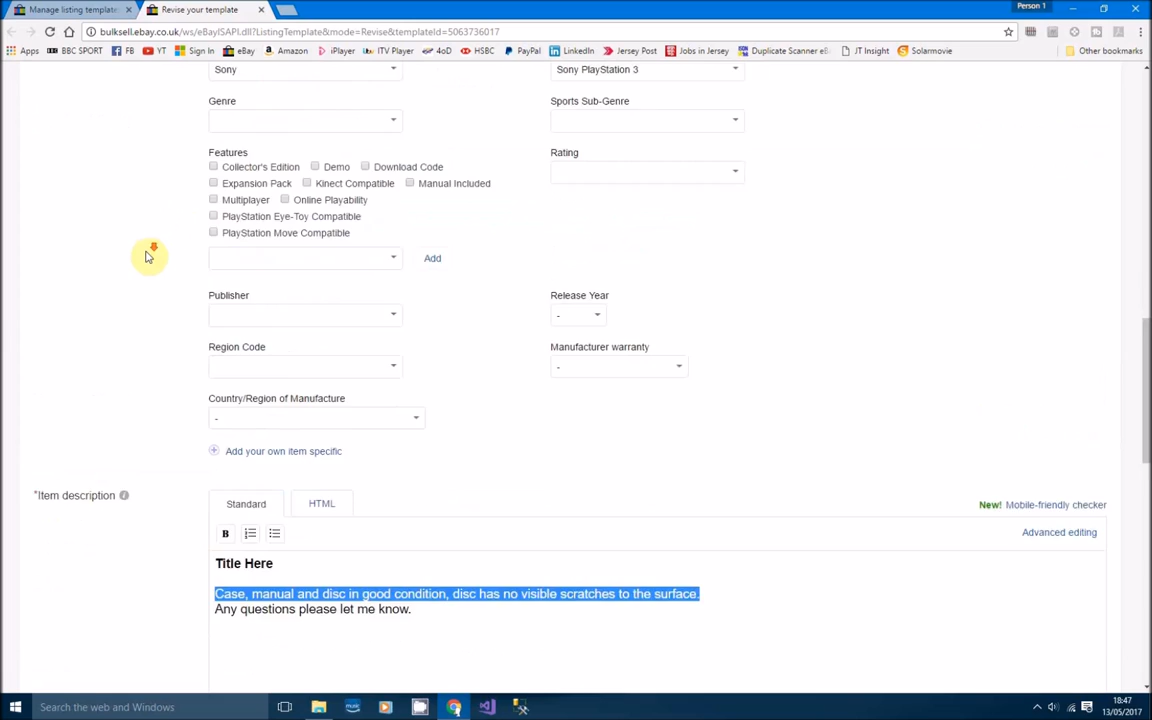 Manage listing template
Revise your template
Person 1
bulksell.ebay.co.uk/ws/eBayISAPI.dll?ListingTemplate&mode=Revise&templateId=5063736017
Apps BBC SPORT FB YT Sign In eBay Amazon iPlayer ITV Player 4oD HSBC PayPal LinkedIn Jersey Post Jobs in Jersey Duplicate Scanner eB JT Insight Solarmovie Other bookmarks
Sony Sony PlayStation 3
Genre Sports Sub-Genre
Features Rating
Collector's Edition Demo Download Code
Expansion Pack Kinect Compatible Manual Included
Multiplayer Online Playability
PlayStation Eye-Toy Compatible
PlayStation Move Compatible
Add
Publisher Release Year
-
Region Code Manufacturer warranty
-
Country/Region of Manufacture
-
Add your own item specific
*Item description Standard HTML New! Mobile-friendly checker
B Advanced editing
Title Here
Case, manual and disc in good condition, disc has no visible scratches to the surface.
Any questions please let me know.
Search the web and Windows
18:47
13/05/2017